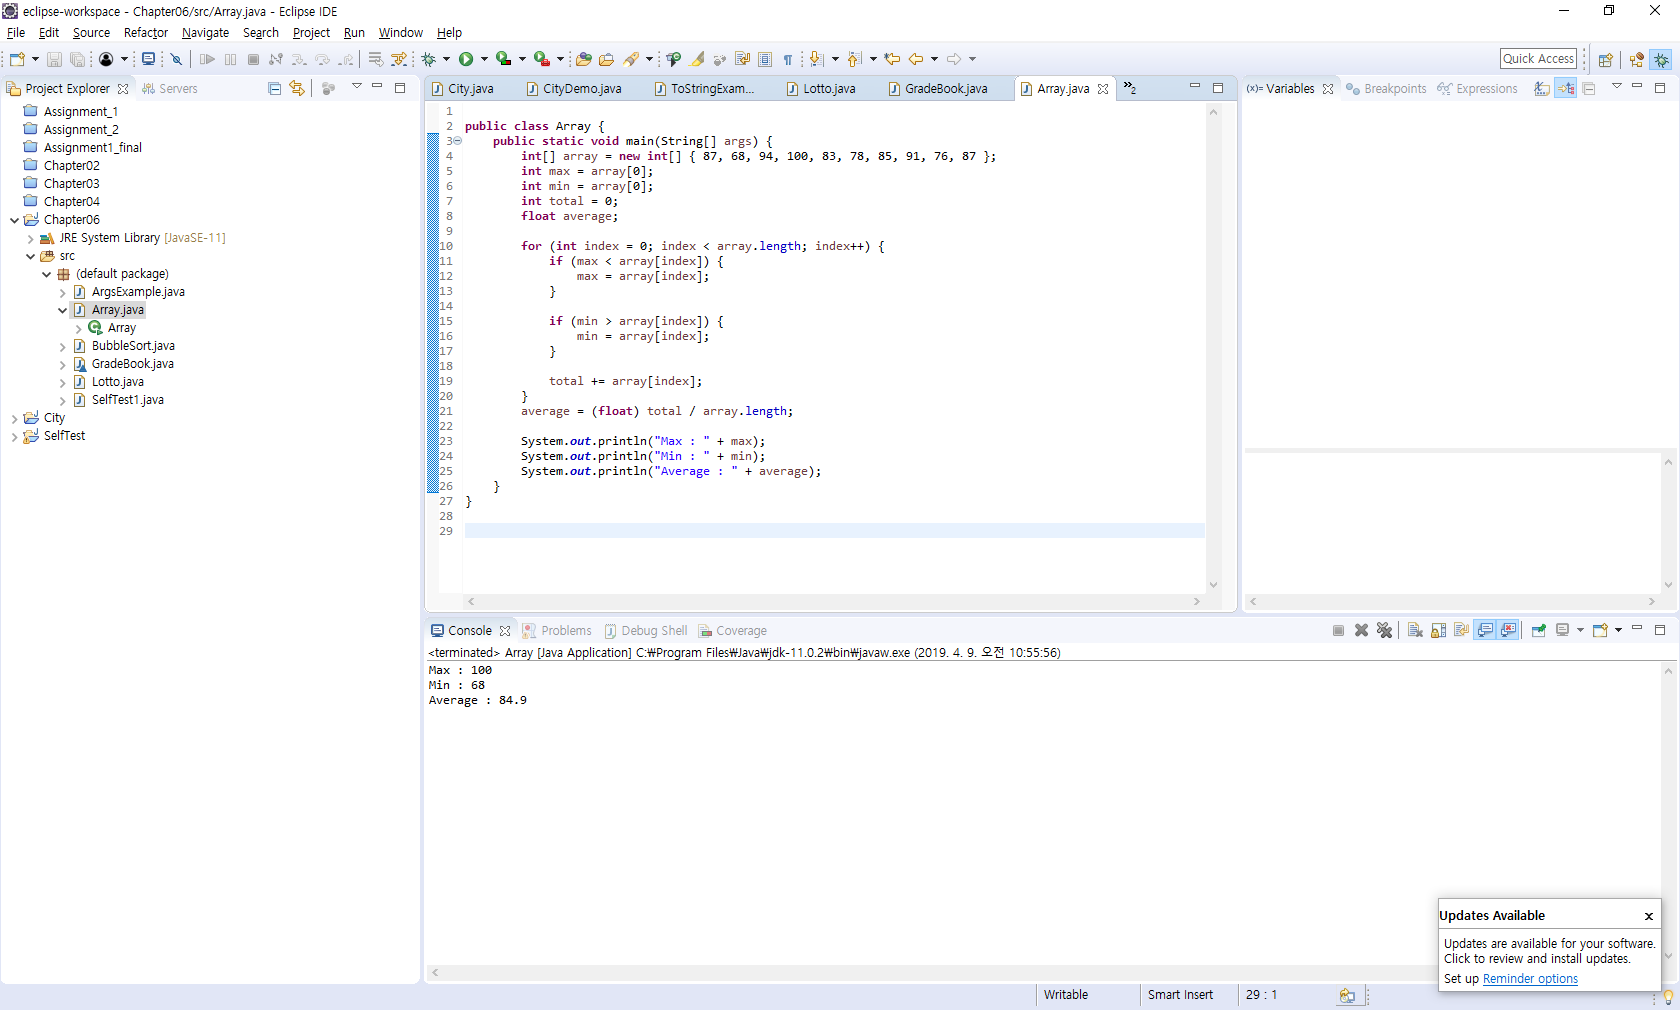 eclipse-workspace - Chapter06/src/Array.java - Eclipse IDE
File Edit Source Refactor Navigate Search Project Run Window Help
Quick Access
Project Explorer Servers
Assignment_1
Assignment_2
Assignment1_final
Chapter02
Chapter03
Chapter04
Chapter06
JRE System Library [JavaSE-11]
src
(default package)
ArgsExample.java
Array.java
Array
BubbleSort.java
GradeBook.java
Lotto.java
SelfTest1.java
City
SelfTest
City.java CityDemo.java ToStringExam... Lotto.java GradeBook.java Array.java »2
1
2 public class Array {
3 public static void main(String[] args) {
4 int[] array = new int[] { 87, 68, 94, 100, 83, 78, 85, 91, 76, 87 };
5 int max = array[0];
6 int min = array[0];
7 int total = 0;
8 float average;
9
10 for (int index = 0; index < array.length; index++) {
11 if (max < array[index]) {
12 max = array[index];
13 }
14
15 if (min > array[index]) {
16 min = array[index];
17 }
18
19 total += array[index];
20 }
21 average = (float) total / array.length;
22
23 System.out.println("Max : " + max);
24 System.out.println("Min : " + min);
25 System.out.println("Average : " + average);
26 }
27 }
28
29
(x)= Variables Breakpoints Expressions
Console Problems Debug Shell Coverage
<terminated> Array [Java Application] C:₩Program Files₩Java₩jdk-11.0.2₩bin₩javaw.exe (2019. 4. 9. 오전 10:55:56)
Max : 100
Min : 68
Average : 84.9
Updates Available
Updates are available for your software.
Click to review and install updates.
Set up Reminder options
Writable Smart Insert 29 : 1